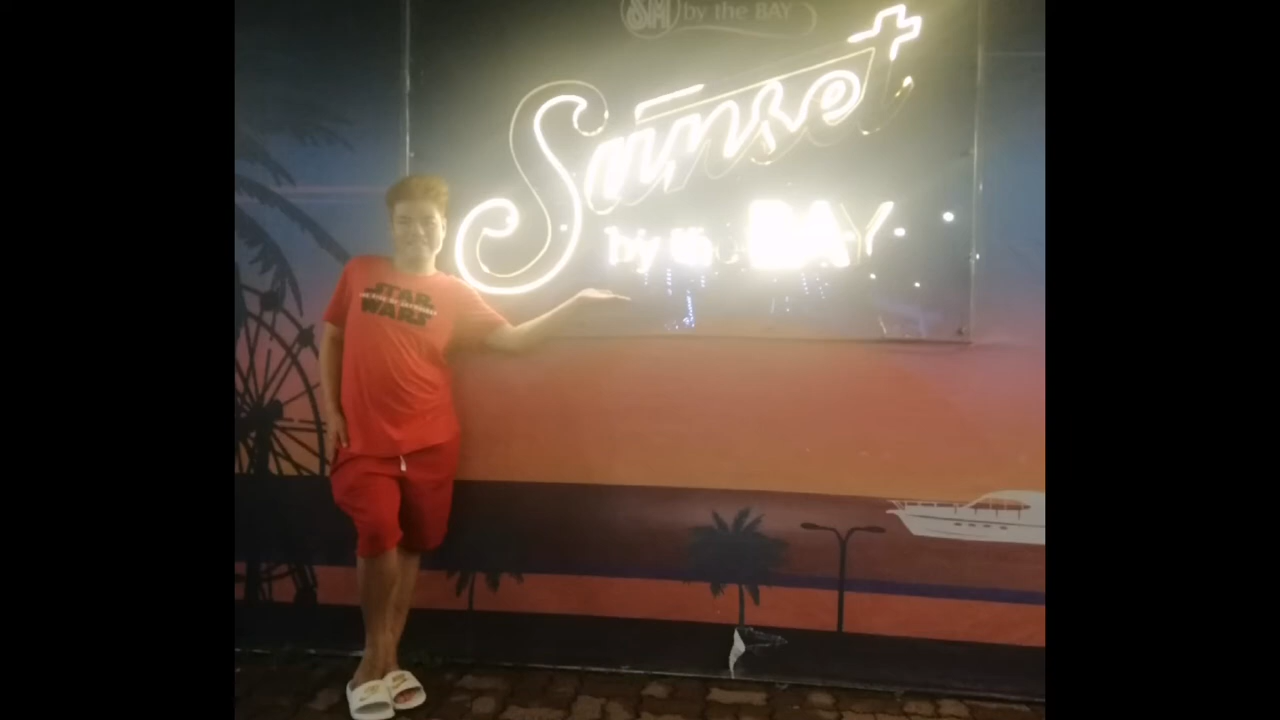 SM by the BAY
Sunset
by the BAY
STAR
WARS